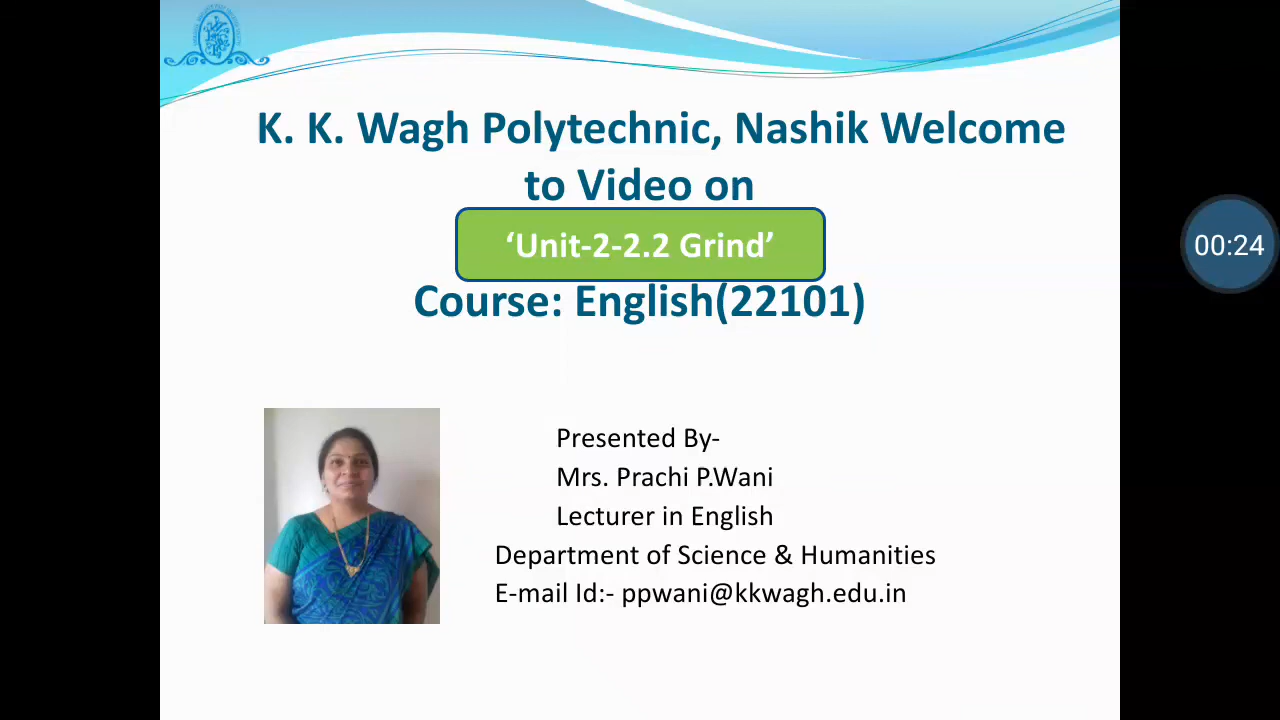 K. K. Wagh Polytechnic, Nashik Welcome
to Video on
‘Unit-2-2.2 Grind’
Course: English(22101)
00:24
Presented By-
Mrs. Prachi P.Wani
Lecturer in English
Department of Science & Humanities
E-mail Id:- ppwani@kkwagh.edu.in